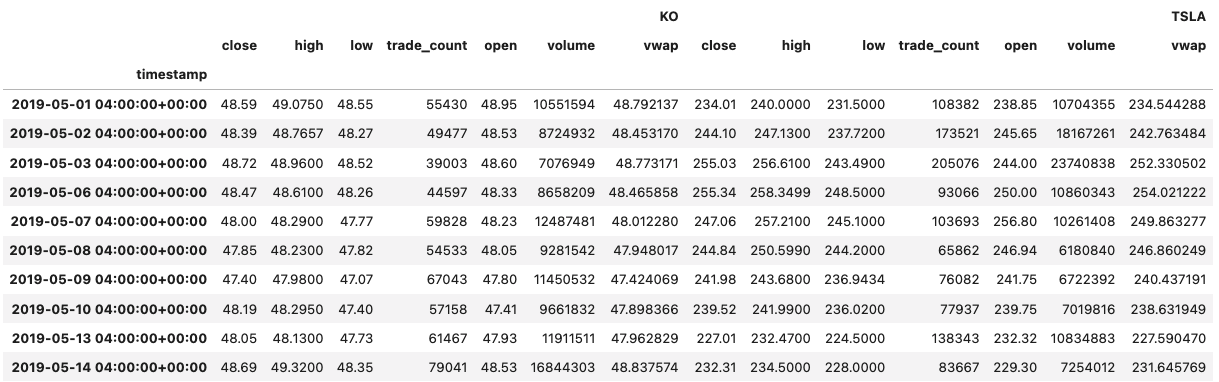 KO TSLA
close high low trade_count open volume vwap close high low trade_count open volume vwap
timestamp
2019-05-01 04:00:00+00:00 48.59 49.0750 48.55 55430 48.95 10551594 48.792137 234.01 240.0000 231.5000 108382 238.85 10704355 234.544288
2019-05-02 04:00:00+00:00 48.39 48.7657 48.27 49477 48.53 8724932 48.453170 244.10 247.1300 237.7200 173521 245.65 18167261 242.763484
2019-05-03 04:00:00+00:00 48.72 48.9600 48.52 39003 48.60 7076949 48.773171 255.03 256.6100 243.4900 205076 244.00 23740838 252.330502
2019-05-06 04:00:00+00:00 48.47 48.6100 48.26 44597 48.33 8658209 48.465858 255.34 258.3499 248.5000 93066 250.00 10860343 254.021222
2019-05-07 04:00:00+00:00 48.00 48.2900 47.77 59828 48.23 12487481 48.012280 247.06 257.2100 245.1000 103693 256.80 10261408 249.863277
2019-05-08 04:00:00+00:00 47.85 48.2300 47.82 54533 48.05 9281542 47.948017 244.84 250.5990 244.2000 65862 246.94 6180840 246.860249
2019-05-09 04:00:00+00:00 47.40 47.9800 47.07 67043 47.80 11450532 47.424069 241.98 243.6800 236.9434 76082 241.75 6722392 240.437191
2019-05-10 04:00:00+00:00 48.19 48.2950 47.40 57158 47.41 9661832 47.898366 239.52 241.9900 236.0200 77937 239.75 7019816 238.631949
2019-05-13 04:00:00+00:00 48.05 48.1300 47.73 61467 47.93 11911511 47.962829 227.01 232.4700 224.5000 138343 232.32 10834883 227.590470
2019-05-14 04:00:00+00:00 48.69 49.3200 48.35 79041 48.53 16844303 48.837574 232.31 234.5000 228.0000 83667 229.30 7254012 231.645769